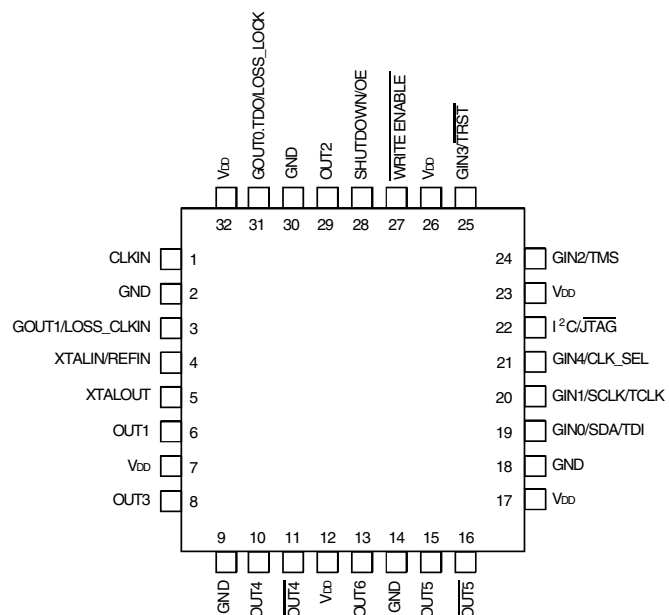 VDD
GOUT0.TDO/LOSS_LOCK
GND
OUT2
SHUTDOWN/OE
WRITE ENABLE
VDD
GIN3/TRST
32 31 30 29 28 27 26 25
CLKIN 1
GND 2
GOUT1/LOSS_CLKIN 3
XTALIN/REFIN 4
XTALOUT 5
OUT1 6
VDD 7
OUT3 8
24 GIN2/TMS
23 VDD
22 I²C/JTAG
21 GIN4/CLK_SEL
20 GIN1/SCLK/TCLK
19 GIN0/SDA/TDI
18 GND
17 VDD
9 10 11 12 13 14 15 16
GND
OUT4
OUT4
VDD
OUT6
GND
OUT5
OUT5